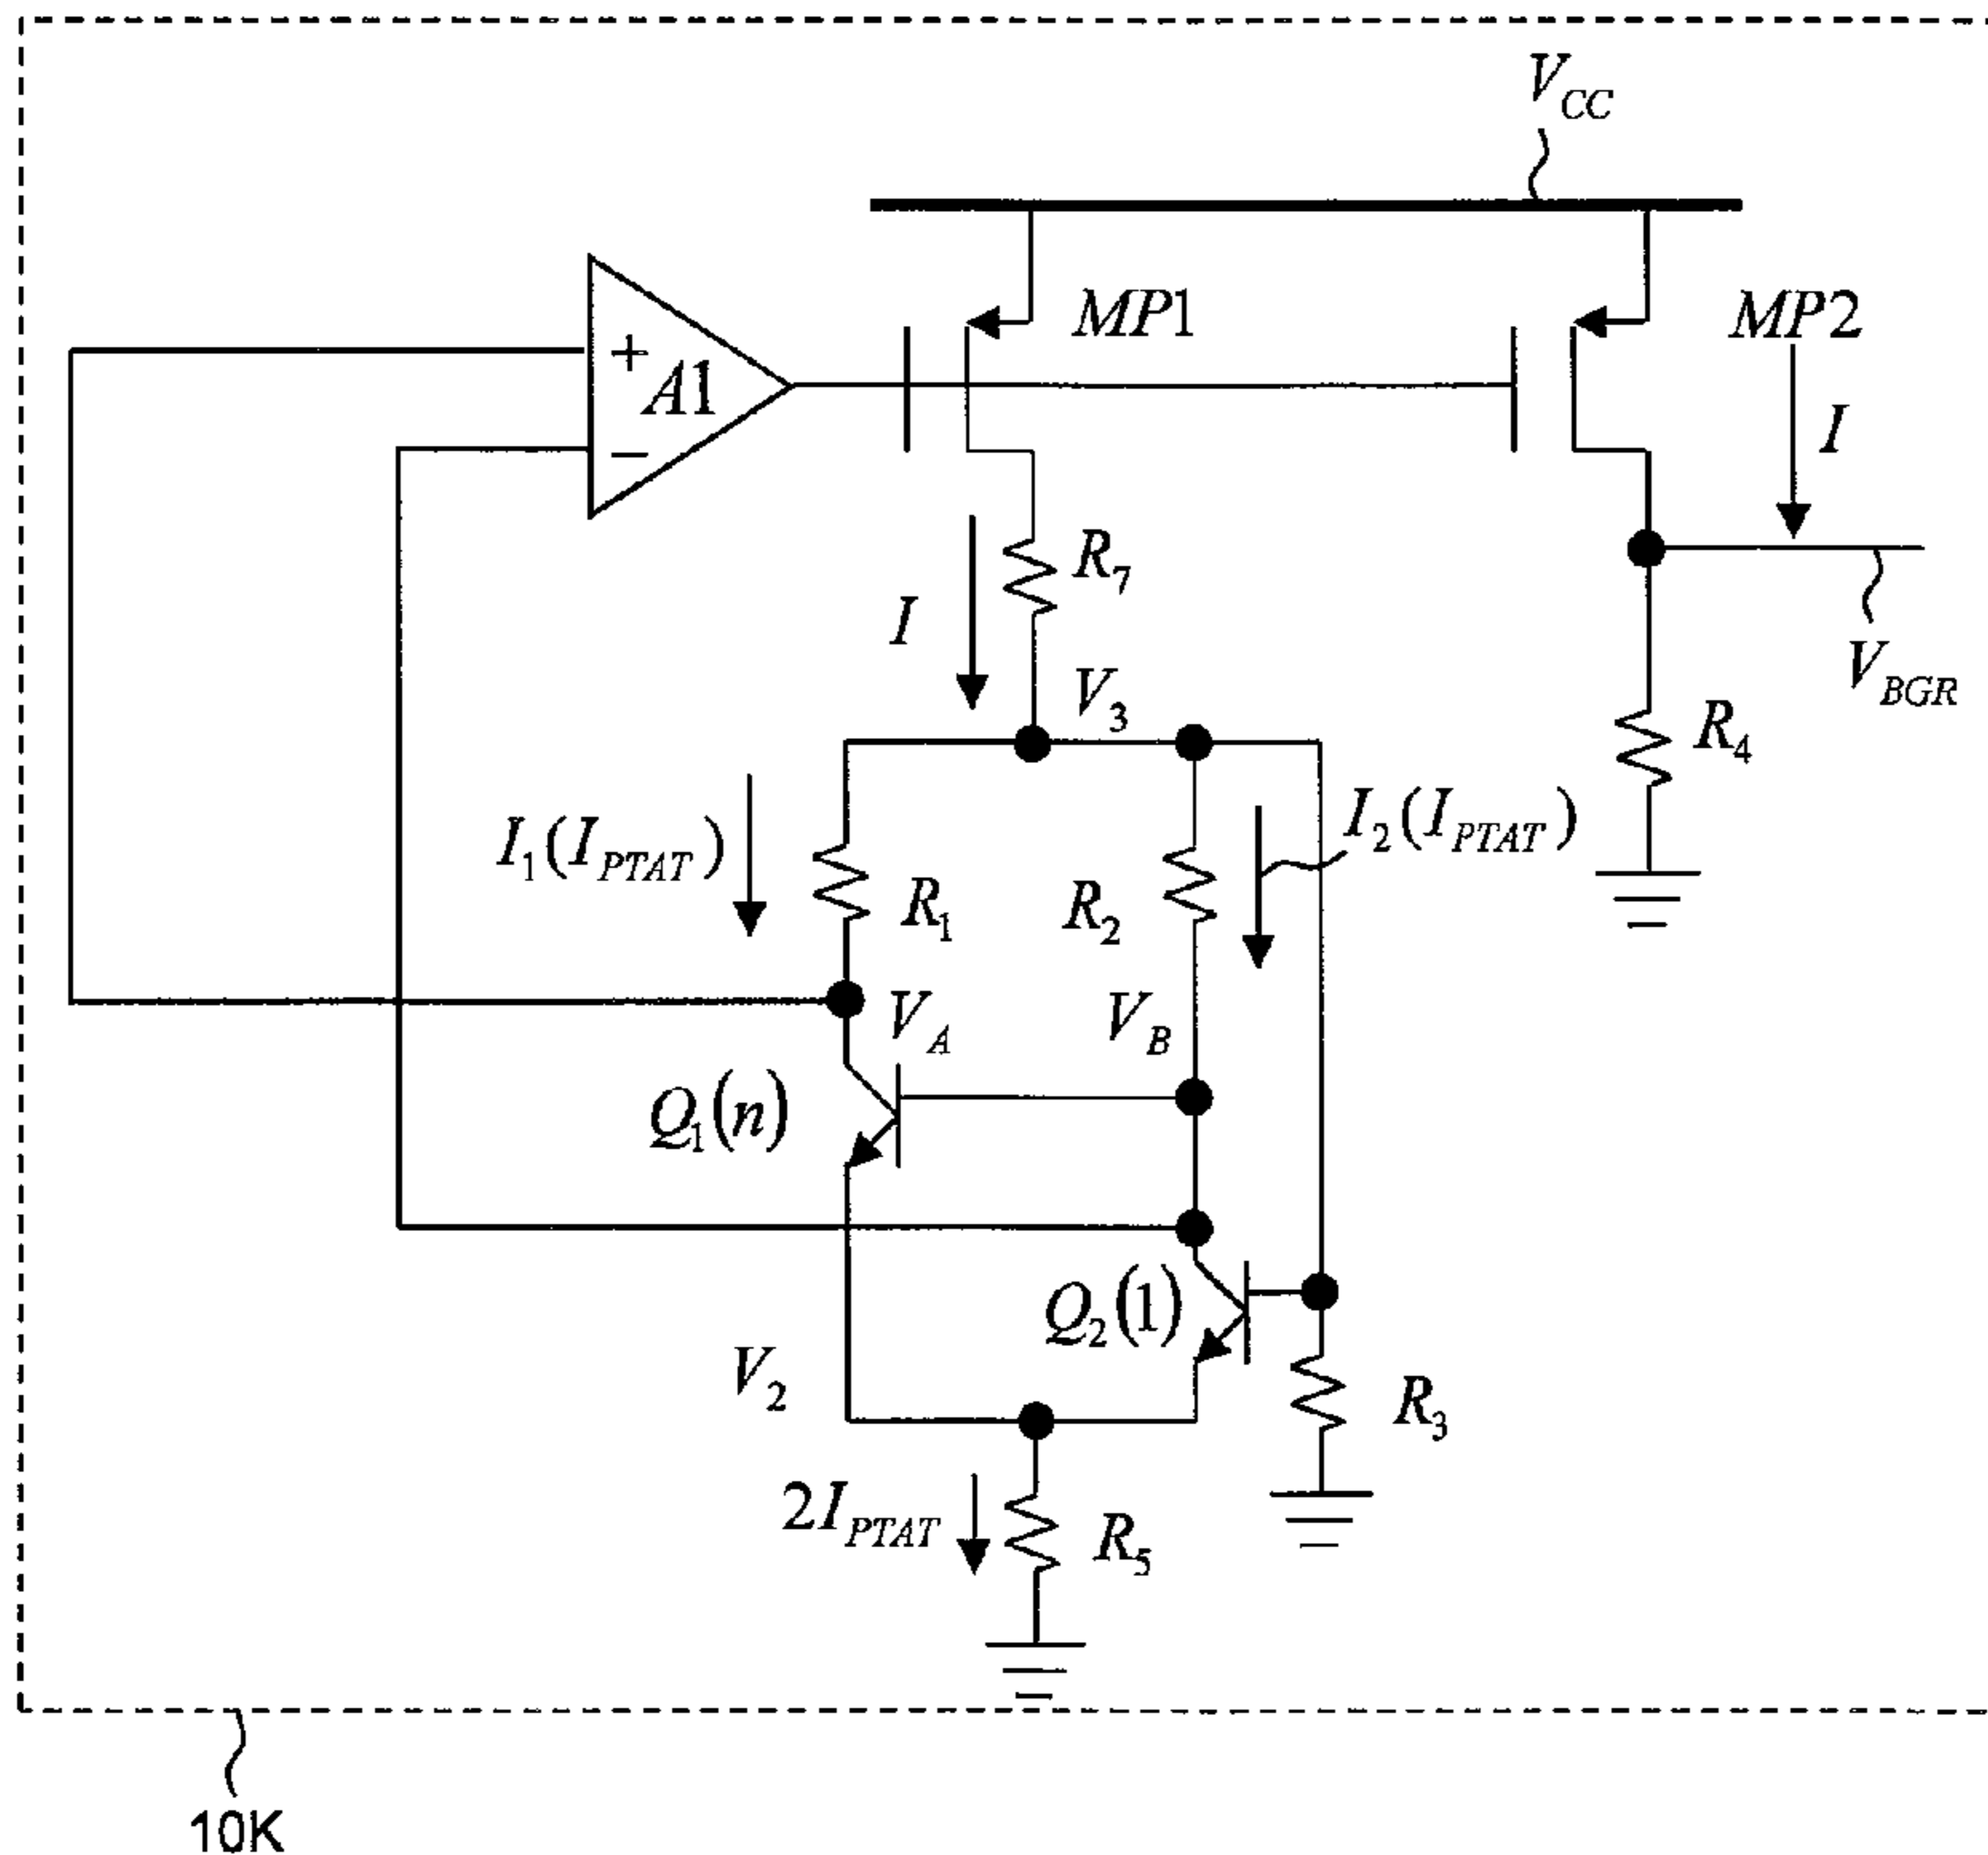 V_CC
MP1
MP2
+
A1
−
I
R_7
I
V_3
V_BGR
R_4
I_1(I_PTAT)
I_2(I_PTAT)
R_1
R_2
V_A
V_B
Q_1(n)
Q_2(1)
V_2
R_3
2I_PTAT
R_5
10K